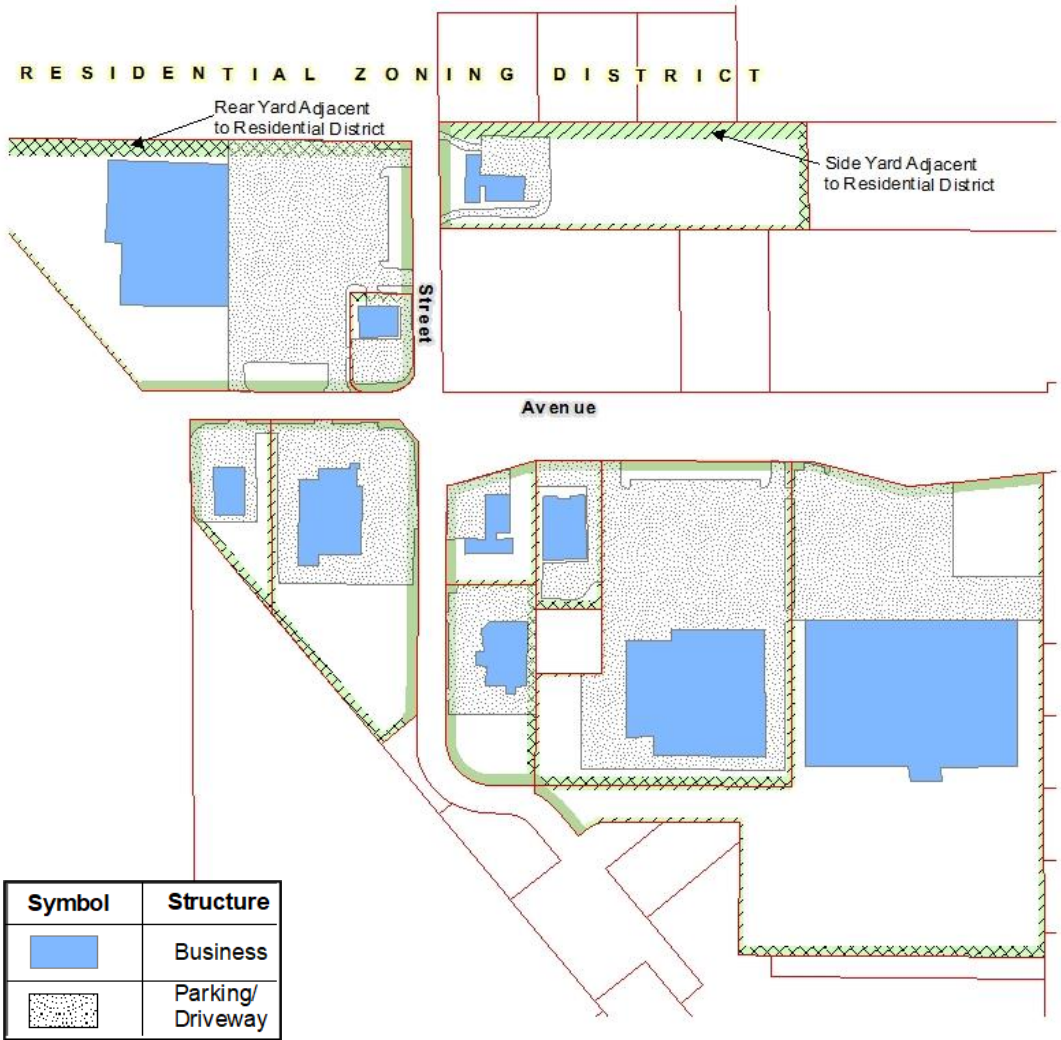 RESIDENTIAL ZONING DISTRICT
Rear Yard Adjacent
to Residential District
Side Yard Adjacent
to Residential District
Street
Avenue
Symbol Structure
Business
Parking/
Driveway